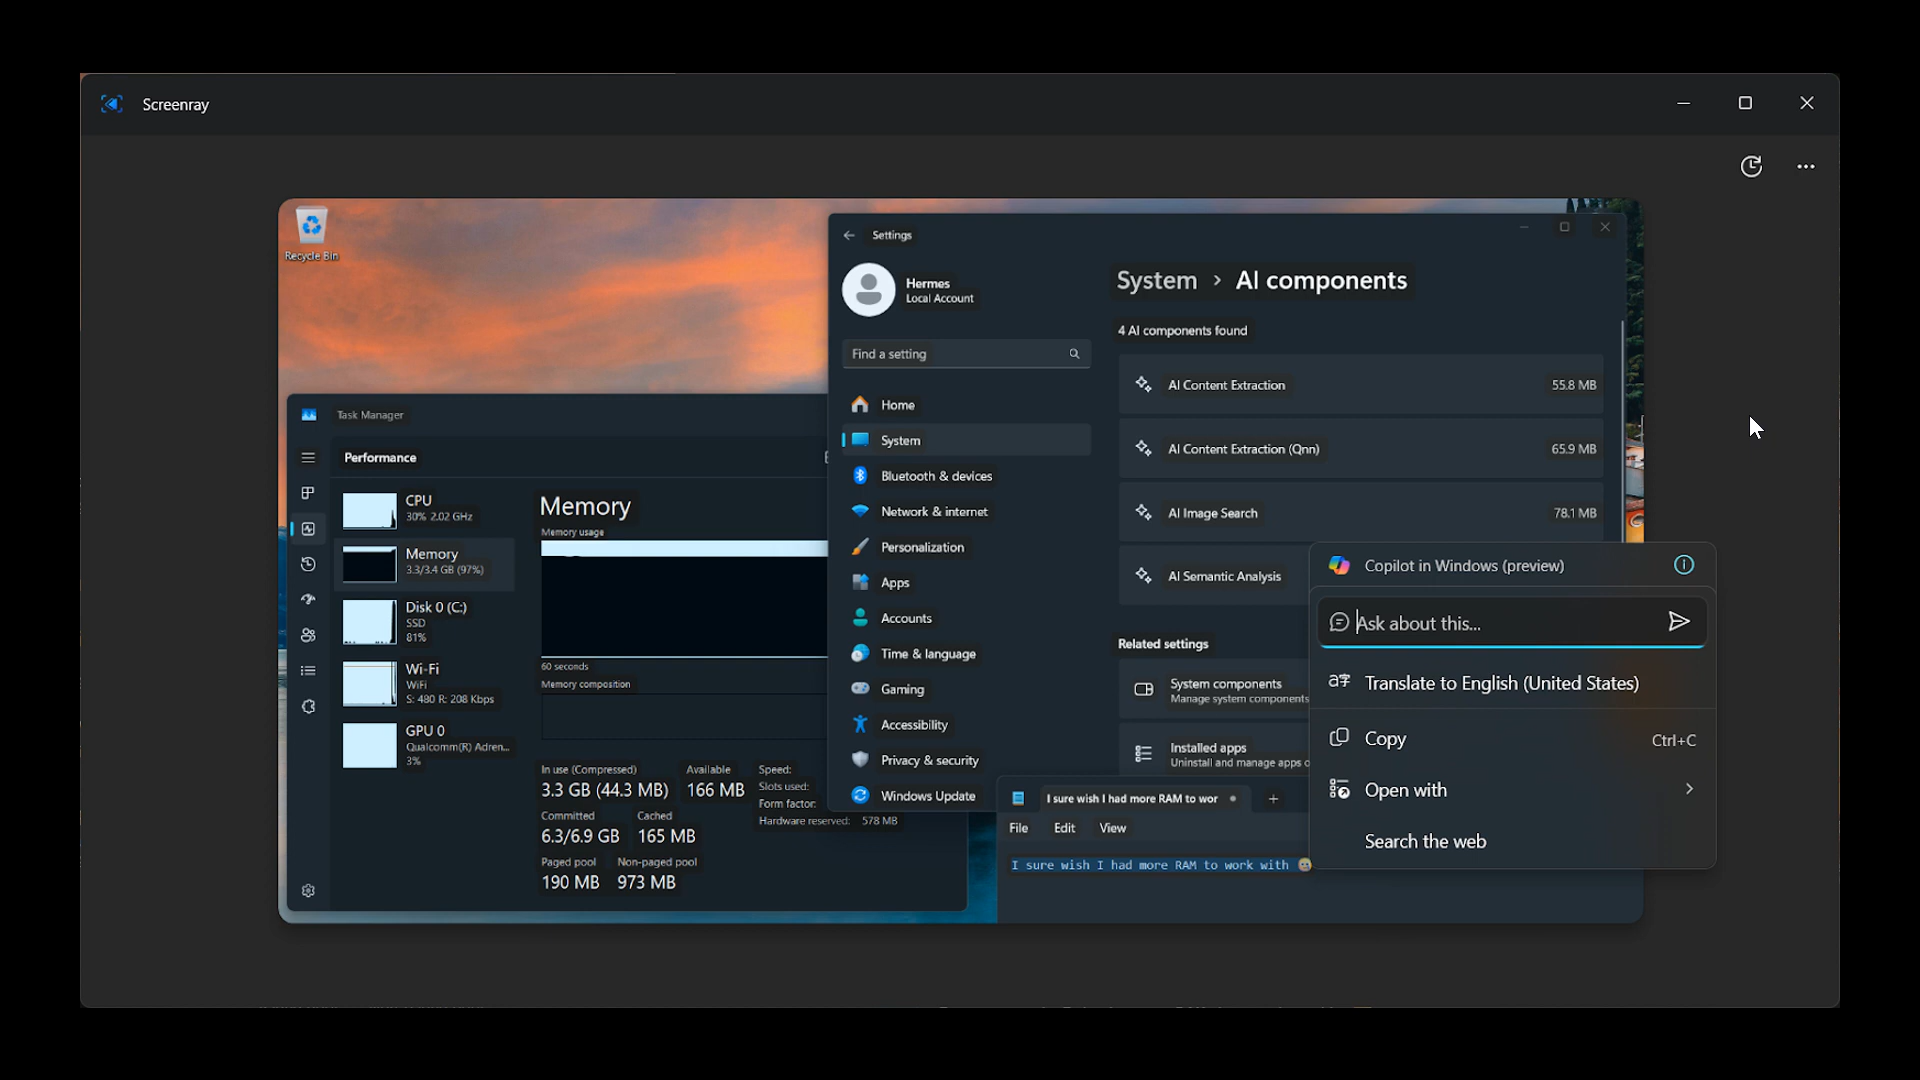 Screenray
Recycle Bin
Task Manager
Performance
CPU
30% 2.02 GHz
Memory
3.3/3.4 GB (97%)
Disk 0 (C:)
SSD
81%
Wi-Fi
WiFi
S: 480 R: 208 Kbps
GPU 0
Qualcomm(R) Adren...
3%
Memory
Memory usage
60 seconds
Memory composition
In use (Compressed)
3.3 GB (44.3 MB)
Available
166 MB
Committed
6.3/6.9 GB
Cached
165 MB
Paged pool
190 MB
Non-paged pool
973 MB
Speed:
Slots used:
Form factor:
Hardware reserved: 578 MB
Settings
Hermes
Local Account
Find a setting
Home
System
Bluetooth & devices
Network & internet
Personalization
Apps
Accounts
Time & language
Gaming
Accessibility
Privacy & security
Windows Update
System > AI components
4 AI components found
AI Content Extraction 55.8 MB
AI Content Extraction (Qnn) 65.9 MB
AI Image Search 78.1 MB
AI Semantic Analysis
Related settings
System components
Manage system components
Installed apps
Uninstall and manage apps o
I sure wish I had more RAM to wor
File Edit View
I sure wish I had more RAM to work with 🥲
Copilot in Windows (preview)
Ask about this...
Translate to English (United States)
Copy Ctrl+C
Open with
Search the web